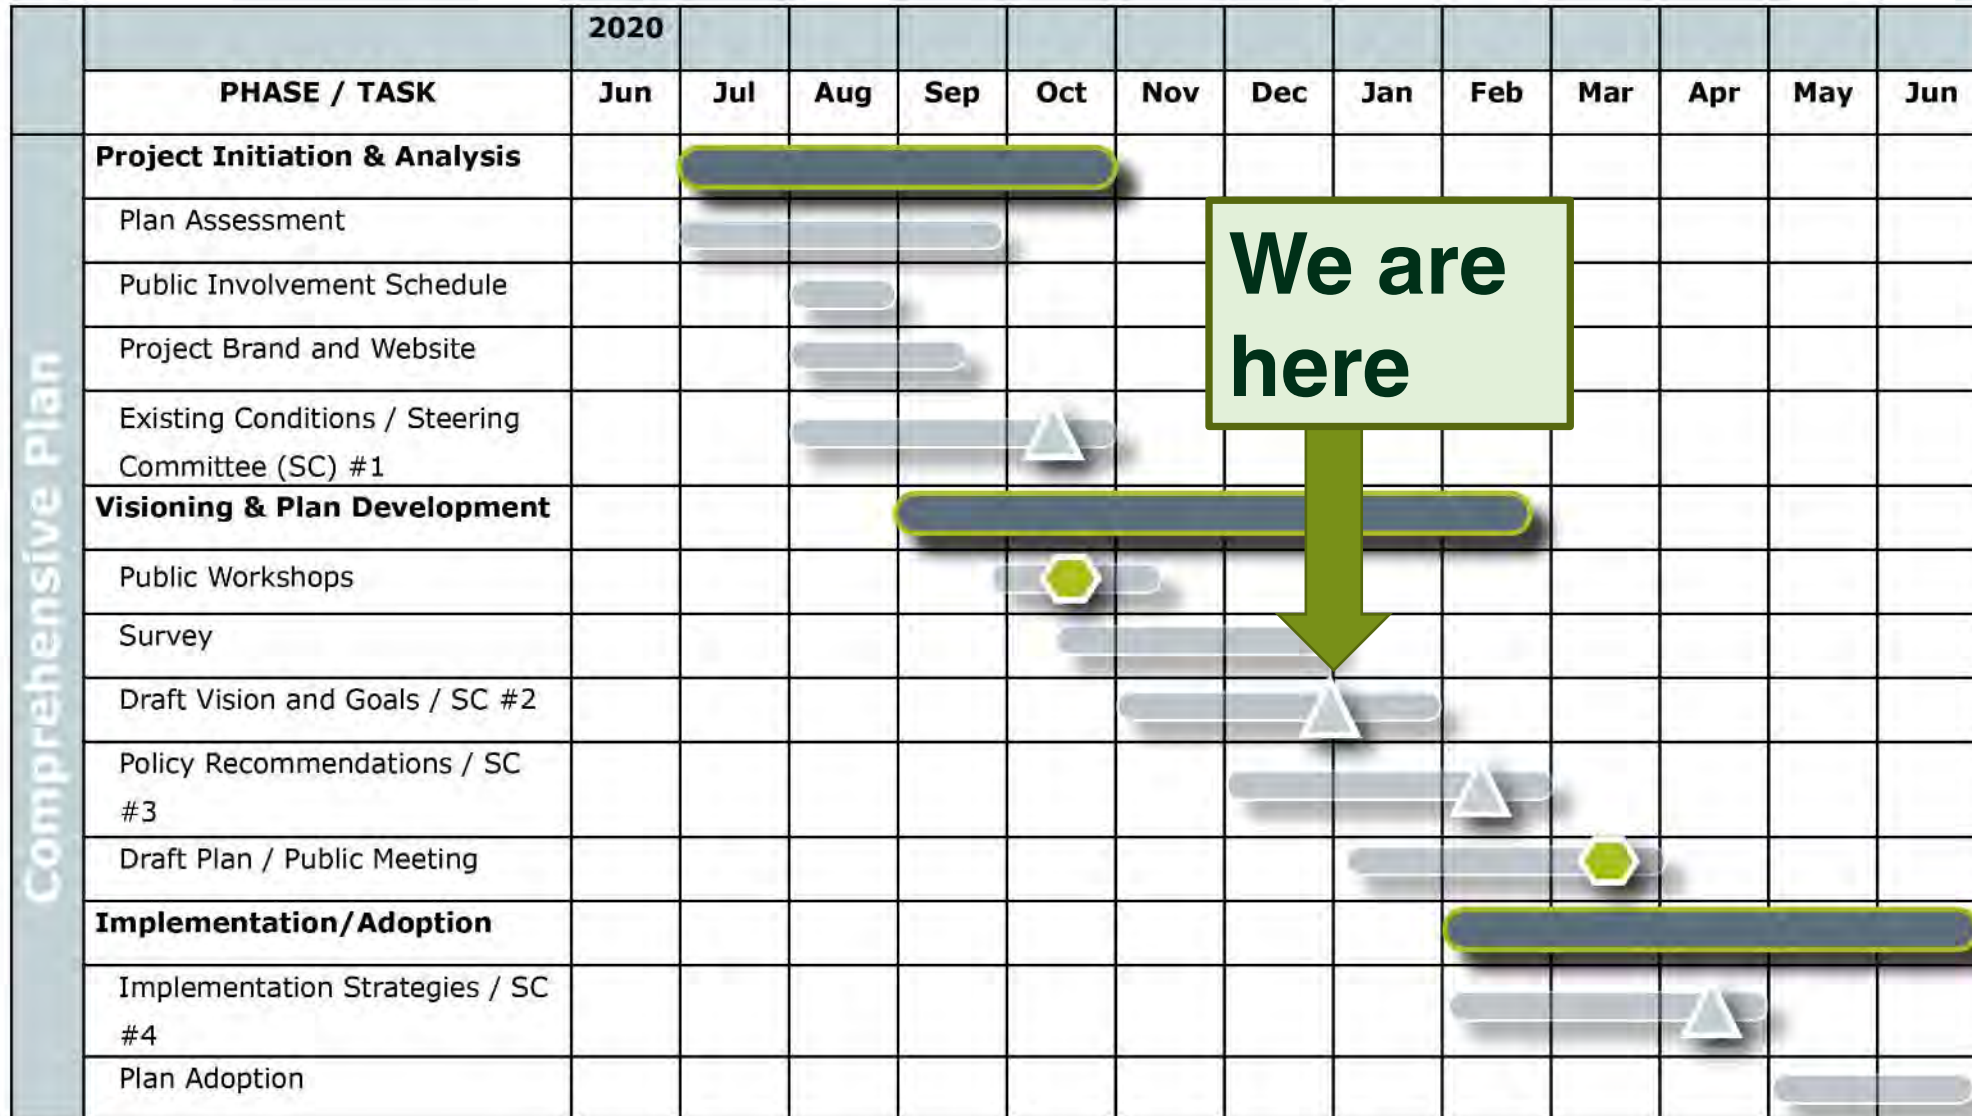 2020
PHASE / TASK Jun Jul Aug Sep Oct Nov Dec Jan Feb Mar Apr May Jun
Comprehensive Plan
Project Initiation & Analysis
Plan Assessment
Public Involvement Schedule
Project Brand and Website
Existing Conditions / Steering
Committee (SC) #1
We are
here
Visioning & Plan Development
Public Workshops
Survey
Draft Vision and Goals / SC #2
Policy Recommendations / SC
#3
Draft Plan / Public Meeting
Implementation/Adoption
Implementation Strategies / SC
#4
Plan Adoption